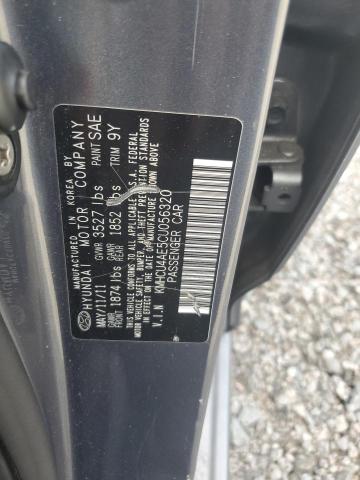 MANUFACTURED IN KOREA BY
HYUNDAI MOTOR COMPANY
MAY/11/11 GVWR 3527 lbs PAINT SAE
GAWR FRONT 1874 lbs GAWR REAR 1852 lbs TRIM 9Y
THIS VEHICLE CONFORMS TO ALL APPLICABLE U.S.A. FEDERAL
MOTOR VEHICLE SAFETY, BUMPER, AND THEFT PREVENTION STANDARDS
IN EFFECT ON THE DATE OF MANUFACTURE SHOWN ABOVE
V.I.N KMHCU4AE5CU056320
PASSENGER CAR